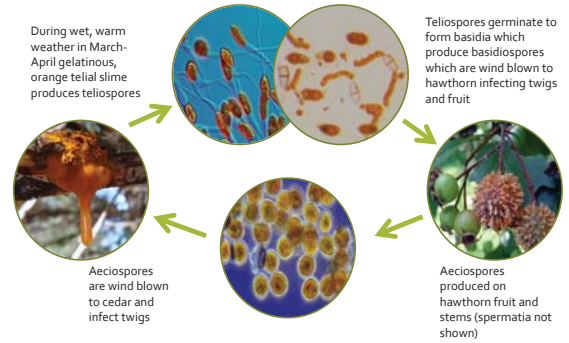 During wet, warm
weather in March-
April gelatinous,
orange telial slime
produces teliospores
Teliospores germinate to
form basidia which
produce basidiospores
which are wind blown to
hawthorn infecting twigs
and fruit
Aeciospores
produced on
hawthorn fruit and
stems (spermatia not
shown)
Aeciospores
are wind blown
to cedar and
infect twigs